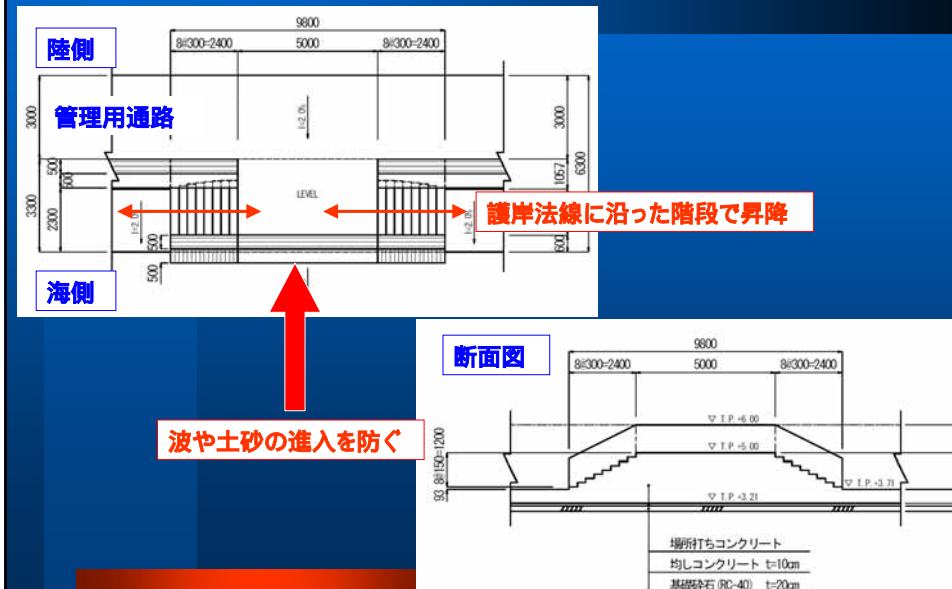 陸側
9800
8@300=2400
5000
8@300=2400
管理用通路
3000
i=2.0%
3000
500
500
1057
6300
3300
2300
LEVEL
i=2.0%
護岸法線に沿った階段で昇降
i=2.0%
500
600
500
海側
波や土砂の進入を防ぐ
断面図
9800
8@300=2400
5000
8@300=2400
▽ T.P.+6.00
▽ T.P.+5.00
8@150=1200
93
▽ T.P.+3.71
▽ T.P.+3.21
場所打ちコンクリート
均しコンクリート t=10cm
基礎砕石(RC-40) t=20cm